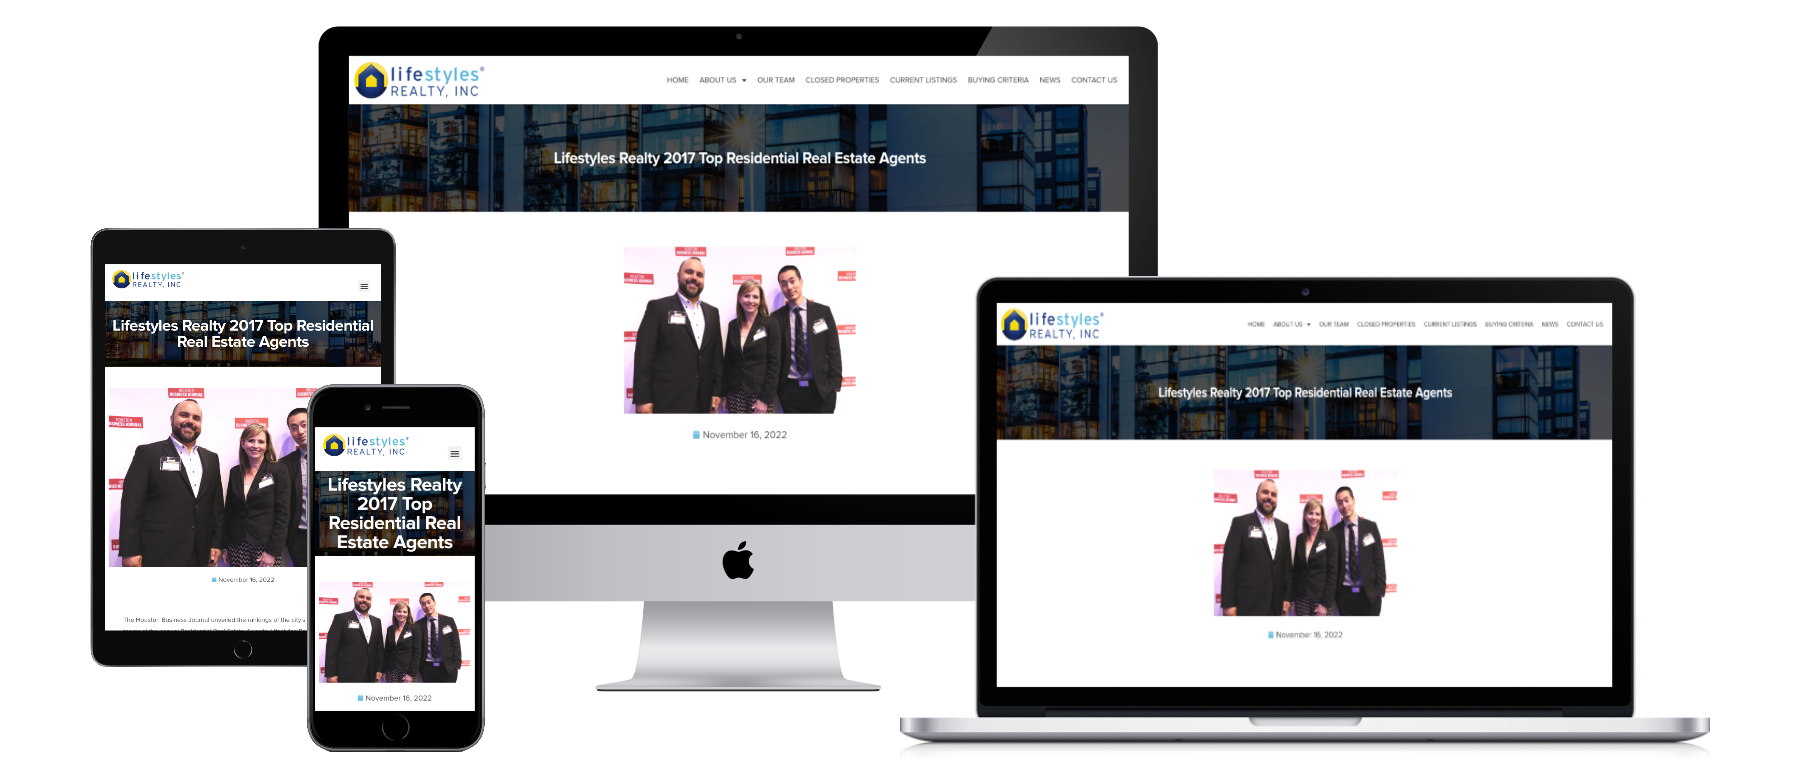 lifestyles®
REALTY, INC
HOME ABOUT US OUR TEAM CLOSED PROPERTIES CURRENT LISTINGS BUYING CRITERIA NEWS CONTACT US
Lifestyles Realty 2017 Top Residential Real Estate Agents
November 16, 2022
lifestyles®
REALTY, INC
Lifestyles Realty 2017 Top Residential
Real Estate Agents
HOUSTON
BUSINESS JOURNAL
November 16, 2022
The Houston Business Journal unveiled the rankings of the city's
lifestyles®
REALTY, INC
Lifestyles Realty
2017 Top
Residential Real
Estate Agents
November 16, 2022
lifestyles®
REALTY, INC
HOME ABOUT US OUR TEAM CLOSED PROPERTIES CURRENT LISTINGS BUYING CRITERIA NEWS CONTACT US
Lifestyles Realty 2017 Top Residential Real Estate Agents
November 16, 2022